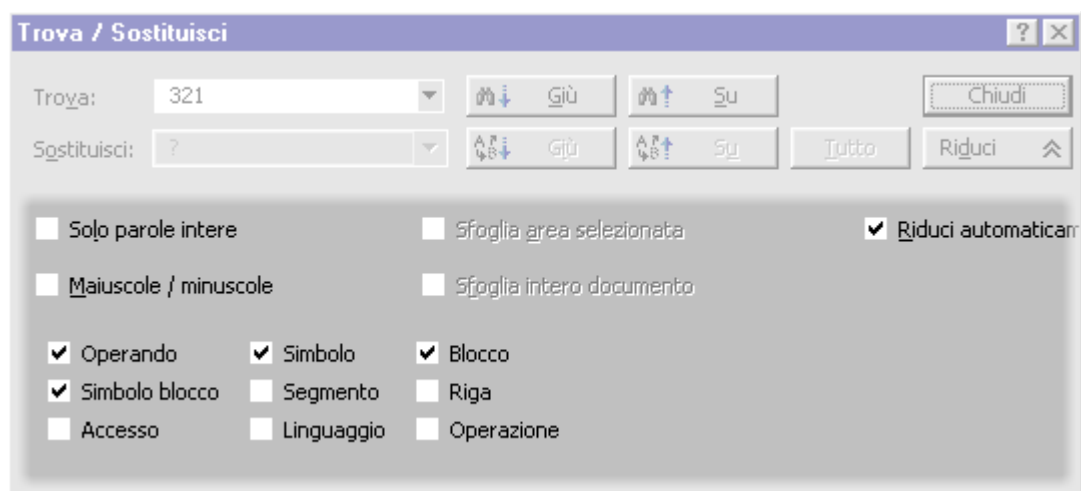 Trova / Sostituisci
Trova: 321 Giù Su Chiudi
Sostituisci: ? Giù Su Tutto Riduci
Solo parole intere Sfoglia area selezionata Riduci automaticam
Maiuscole / minuscole Sfoglia intero documento
Operando Simbolo Blocco
Simbolo blocco Segmento Riga
Accesso Linguaggio Operazione